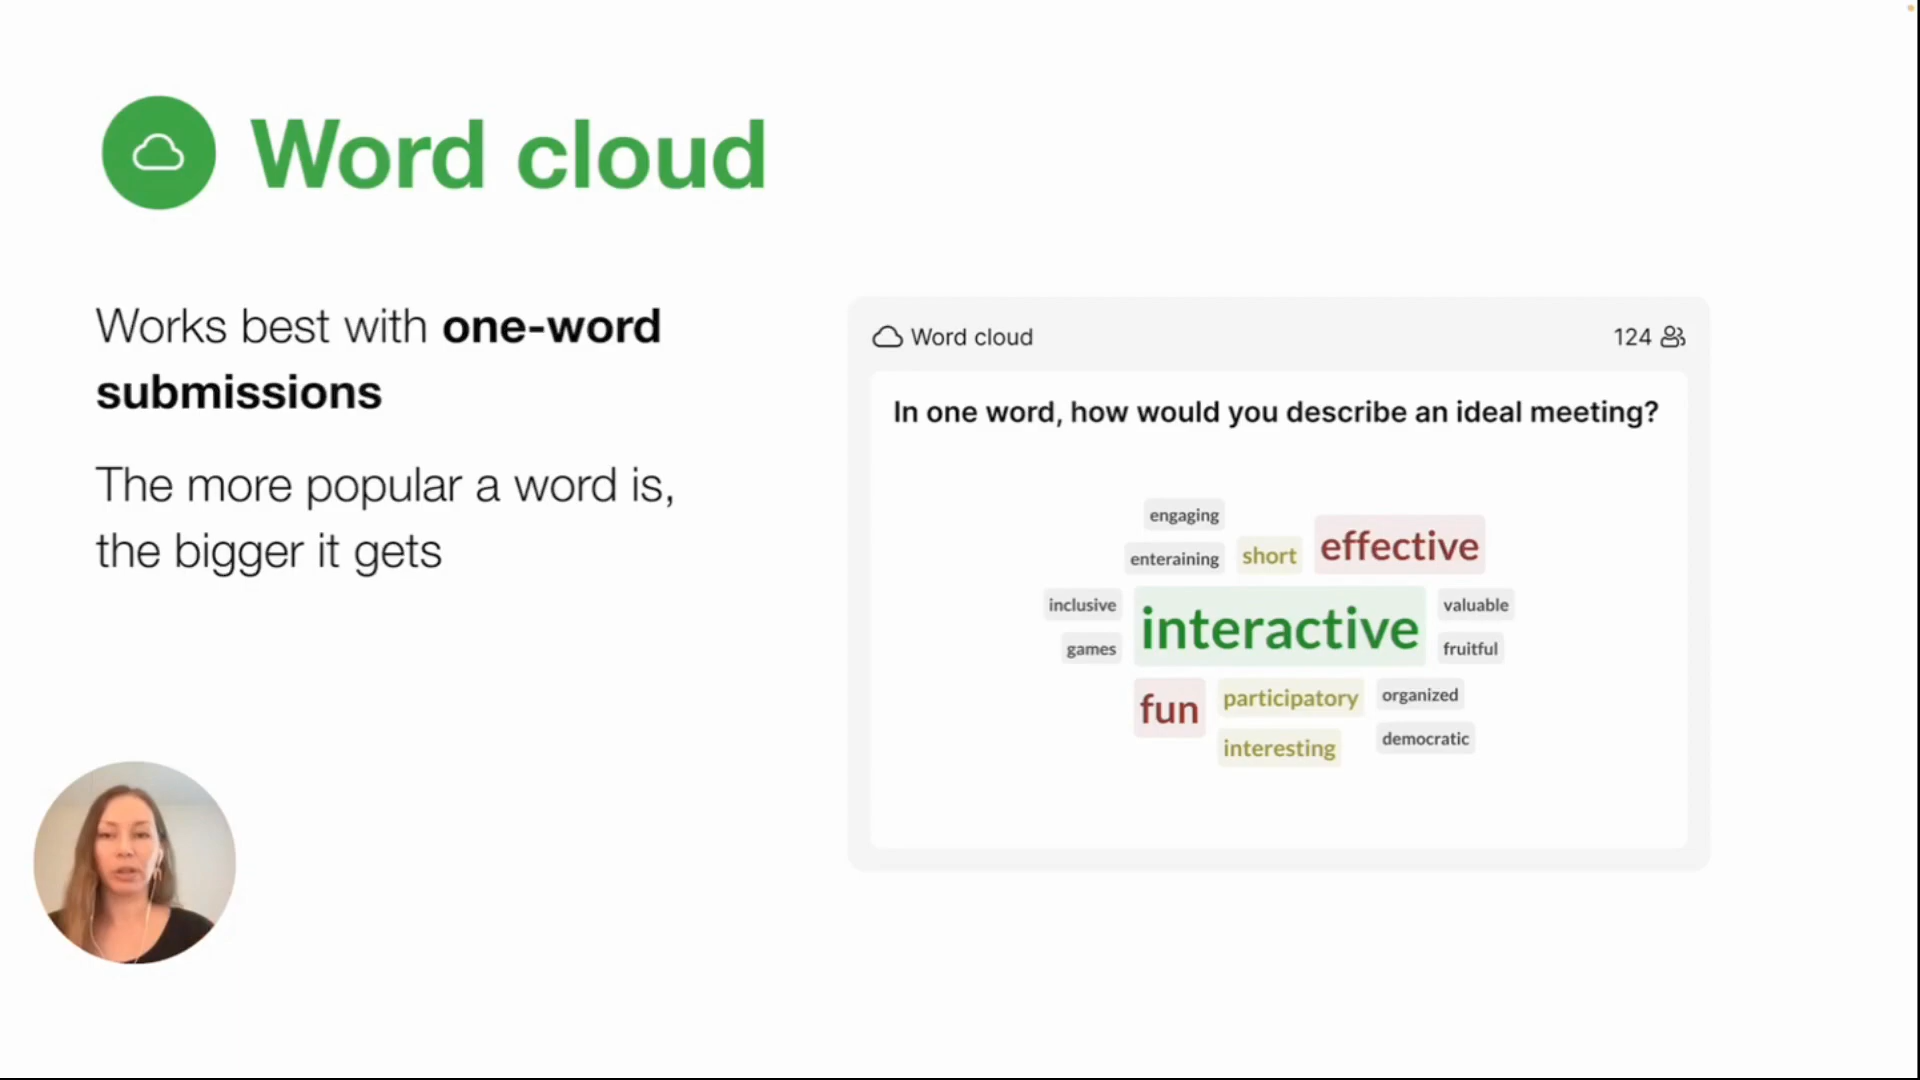 Word cloud
Works best with one-word
submissions
The more popular a word is,
the bigger it gets
Word cloud
124
In one word, how would you describe an ideal meeting?
engaging
enteraining
short
effective
inclusive
interactive
valuable
games
fruitful
fun
participatory
organized
interesting
democratic